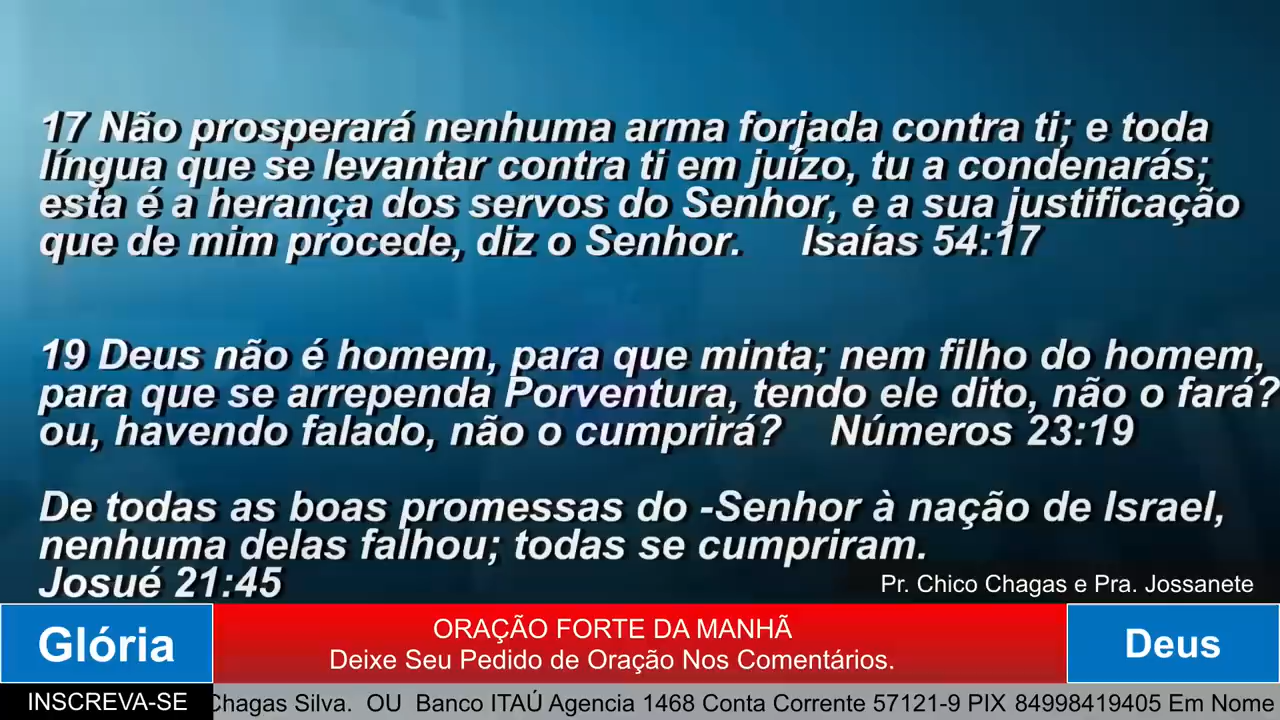 17 Não prosperará nenhuma arma forjada contra ti; e toda
língua que se levantar contra ti em juízo, tu a condenarás;
esta é a herança dos servos do Senhor, e a sua justificação
que de mim procede, diz o Senhor. Isaías 54:17
19 Deus não é homem, para que minta; nem filho do homem,
para que se arrependa Porventura, tendo ele dito, não o fará?
ou, havendo falado, não o cumprirá? Números 23:19
De todas as boas promessas do -Senhor à nação de Israel,
nenhuma delas falhou; todas se cumpriram.
Josué 21:45
Pr. Chico Chagas e Pra. Jossanete
Glória
ORAÇÃO FORTE DA MANHÃ
Deixe Seu Pedido de Oração Nos Comentários.
Deus
INSCREVA-SE
Chagas Silva. OU Banco ITAÚ Agencia 1468 Conta Corrente 57121-9 PIX 84998419405 Em Nome